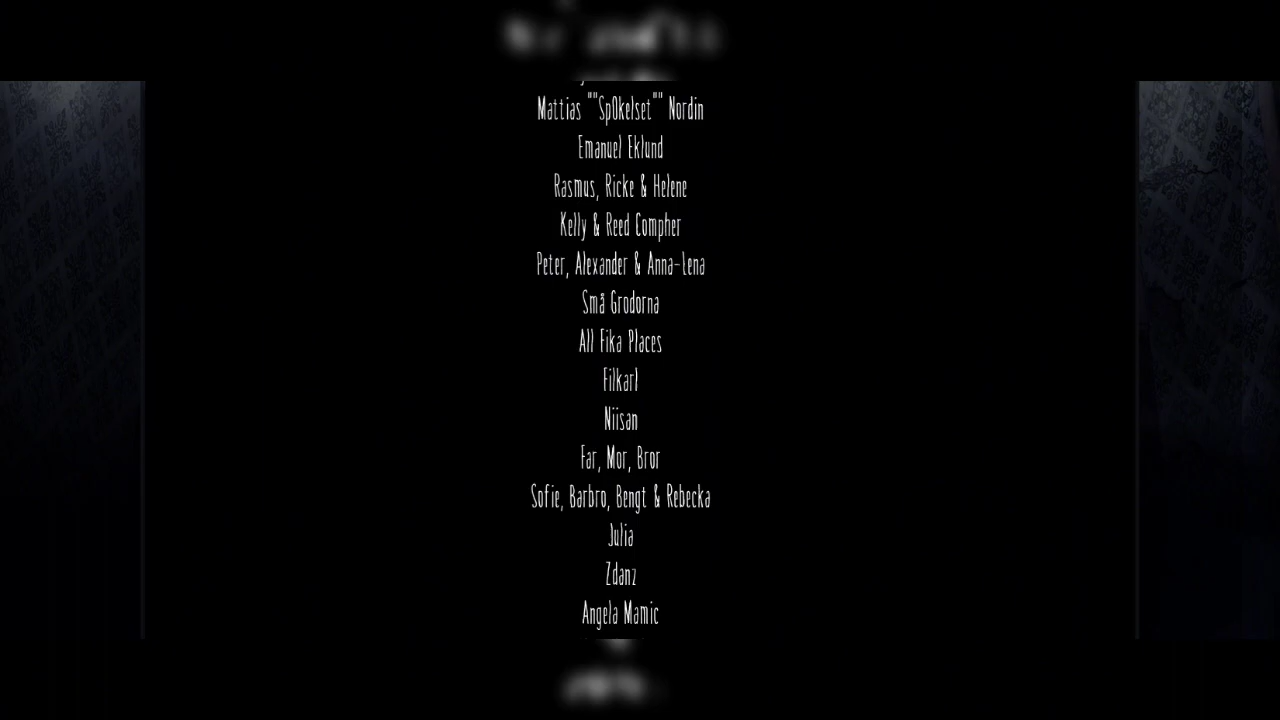 Mattias ""Sp0kelset"" Nordin
Emanuel Eklund
Rasmus, Ricke & Helene
Kelly & Reed Compher
Peter, Alexander & Anna-Lena
Små Grodorna
All Fika Places
Filkarl
Niisan
Far, Mor, Bror
Sofie, Barbro, Bengt & Rebecka
Julia
Zdanz
Angela Mamic